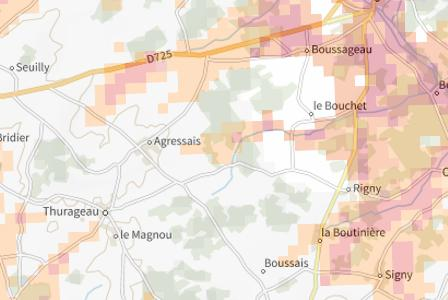 Boussageau
D725
Seuilly
le Bouchet
Bridier
Agressais
Rigny
Thurageau
le Magnou
la Boutinière
Boussais
Signy